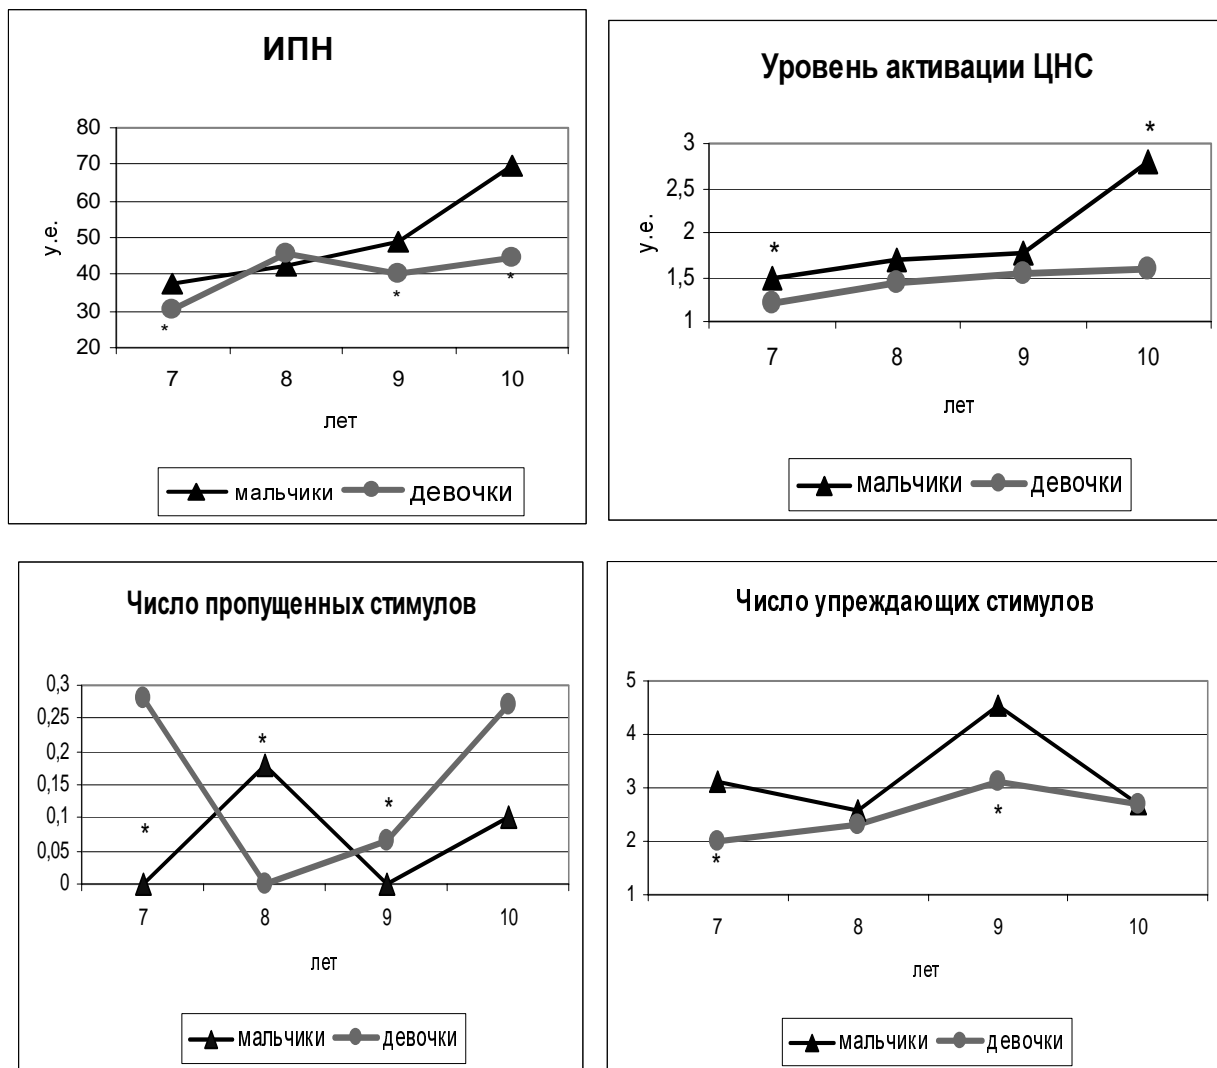 ИПН
80
70
60
50
40
30
20
у.е.
*
*
*
7 8 9 10
лет
мальчики девочки
Уровень активации ЦНС
3
2,5
2
1,5
1
у.е.
*
*
7 8 9 10
лет
мальчики девочки
Число пропущенных стимулов
0,3
0,25
0,2
0,15
0,1
0,05
0
*
*
*
7 8 9 10
лет
мальчики девочки
Число упреждающих стимулов
5
4
3
2
1
*
*
7 8 9 10
лет
мальчики девочки